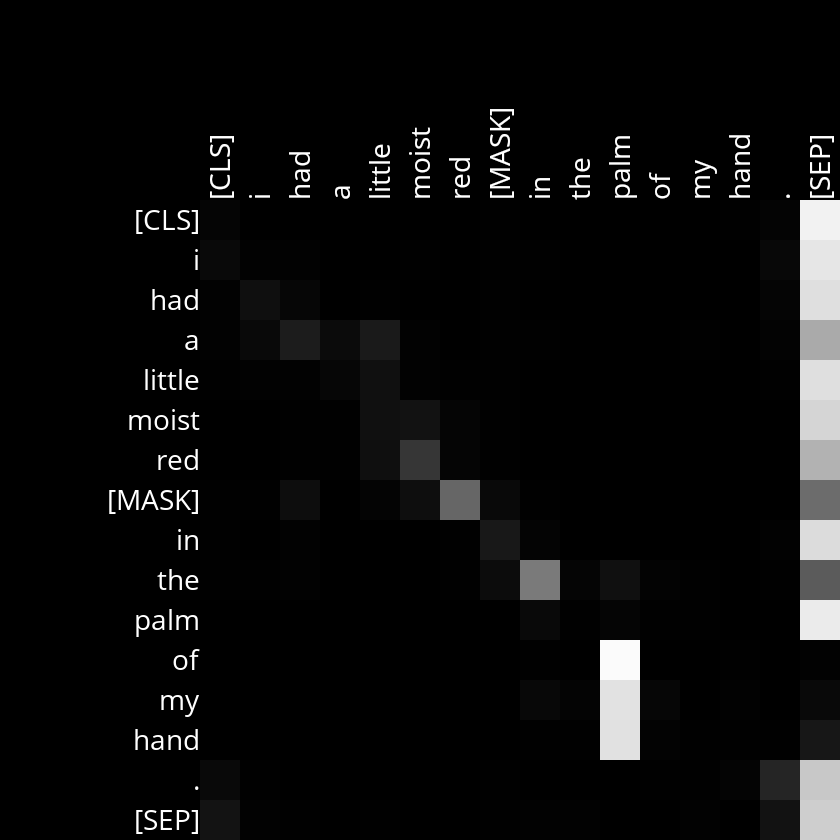 [CLS] i had a little moist red [MASK] in the palm of my hand . [SEP]
[CLS]
i
had
a
little
moist
red
[MASK]
in
the
palm
of
my
hand
.
[SEP]